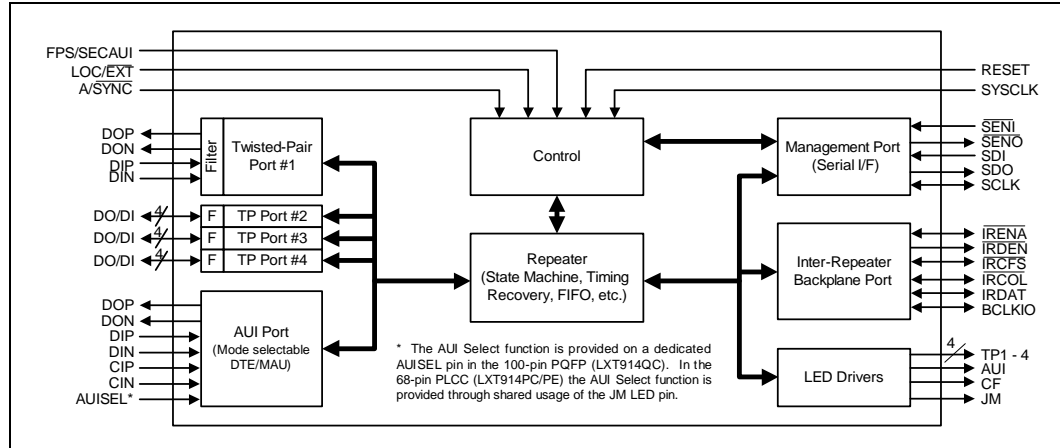 FPS/SECAUI
LOC/EXT
A/SYNC
RESET
SYSCLK
DOP
DON
DIP
DIN
Filter
Twisted-Pair
Port #1
Control
Management Port
(Serial I/F)
SENI
SENO
SDI
SDO
SCLK
DO/DI
4
F
TP Port #2
DO/DI
4
F
TP Port #3
DO/DI
4
F
TP Port #4
Repeater
(State Machine, Timing
Recovery, FIFO, etc.)
Inter-Repeater
Backplane Port
IRENA
IRDEN
IRCFS
IRCOL
IRDAT
BCLKIO
DOP
DON
DIP
DIN
CIP
CIN
AUISEL*
AUI Port
(Mode selectable
DTE/MAU)
* The AUI Select function is provided on a dedicated
AUISEL pin in the 100-pin PQFP (LXT914QC). In the
68-pin PLCC (LXT914PC/PE) the AUI Select function is
provided through shared usage of the JM LED pin.
LED Drivers
4
TP1 - 4
AUI
CF
JM